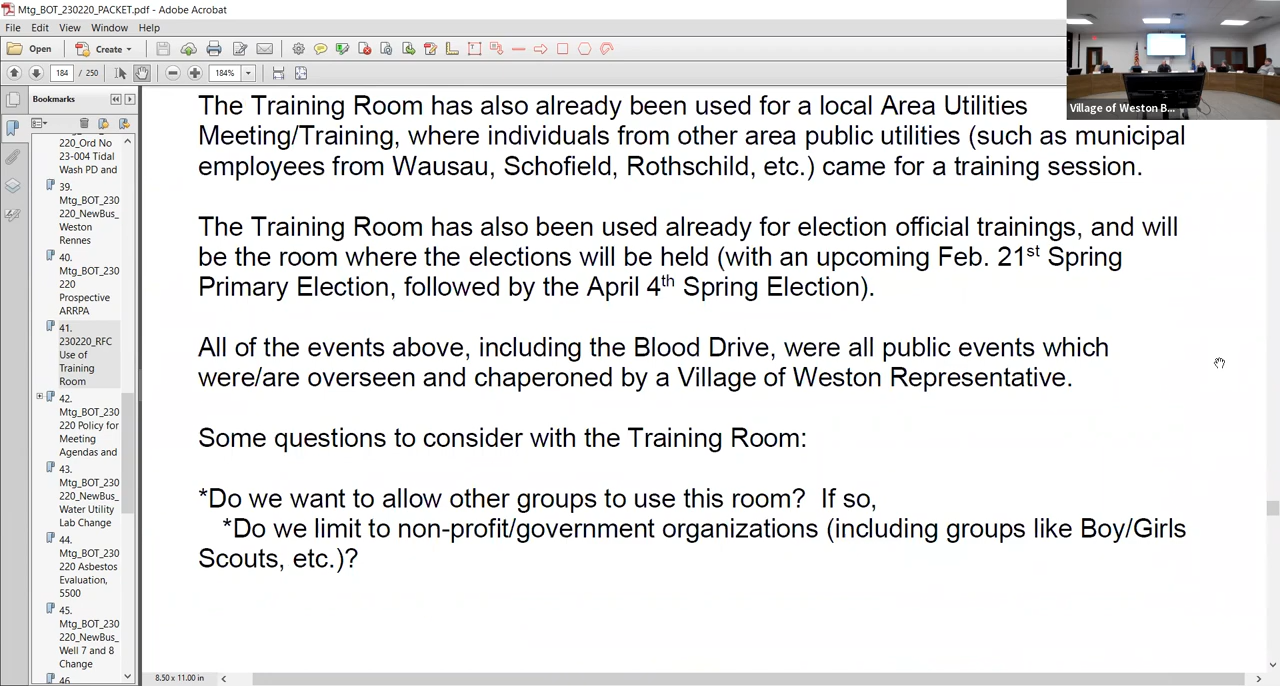 Mtg_BOT_230220_PACKET.pdf - Adobe Acrobat
File Edit View Window Help
Open Create
184 / 250 184%
Bookmarks
220_Ord No
23-004 Tidal
Wash PD and
39.
Mtg_BOT_230
220_NewBus_
Weston
Rennes
40.
Mtg_BOT_230
220
Prospective
ARRPA
41.
230220_RFC
Use of
Training
Room
42.
Mtg_BOT_230
220 Policy for
Meeting
Agendas and
43.
Mtg_BOT_230
220_NewBus_
Water Utility
Lab Change
44.
Mtg_BOT_230
220 Asbestos
Evaluation,
5500
45.
Mtg_BOT_230
220_NewBus_
Well 7 and 8
Change
46.
The Training Room has also already been used for a local Area Utilities
Meeting/Training, where individuals from other area public utilities (such as municipal
employees from Wausau, Schofield, Rothschild, etc.) came for a training session.
The Training Room has also been used already for election official trainings, and will
be the room where the elections will be held (with an upcoming Feb. 21st Spring
Primary Election, followed by the April 4th Spring Election).
All of the events above, including the Blood Drive, were all public events which
were/are overseen and chaperoned by a Village of Weston Representative.
Some questions to consider with the Training Room:
*Do we want to allow other groups to use this room? If so,
*Do we limit to non-profit/government organizations (including groups like Boy/Girls
Scouts, etc.)?
8.50 x 11.00 in
Village of Weston B...